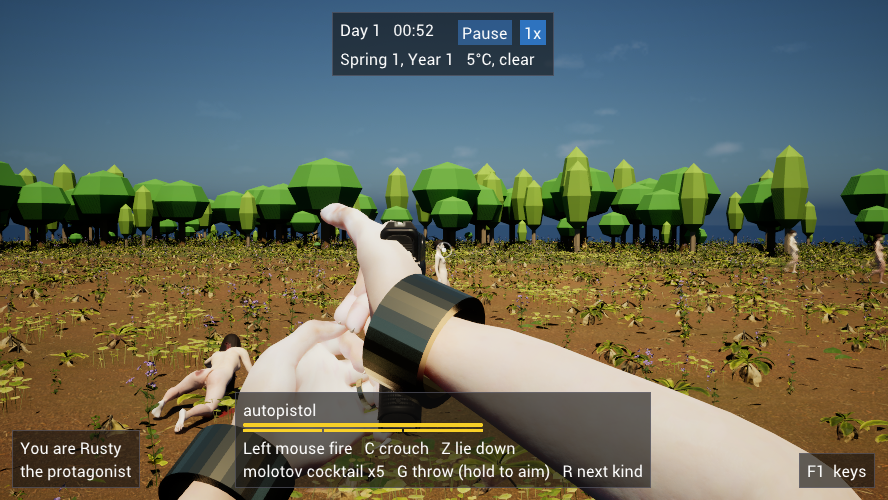 Day 1 00:52 Pause 1x
Spring 1, Year 1 5°C, clear
autopistol
Left mouse fire C crouch Z lie down
molotov cocktail x5 G throw (hold to aim) R next kind
You are Rusty
the protagonist
F1 keys